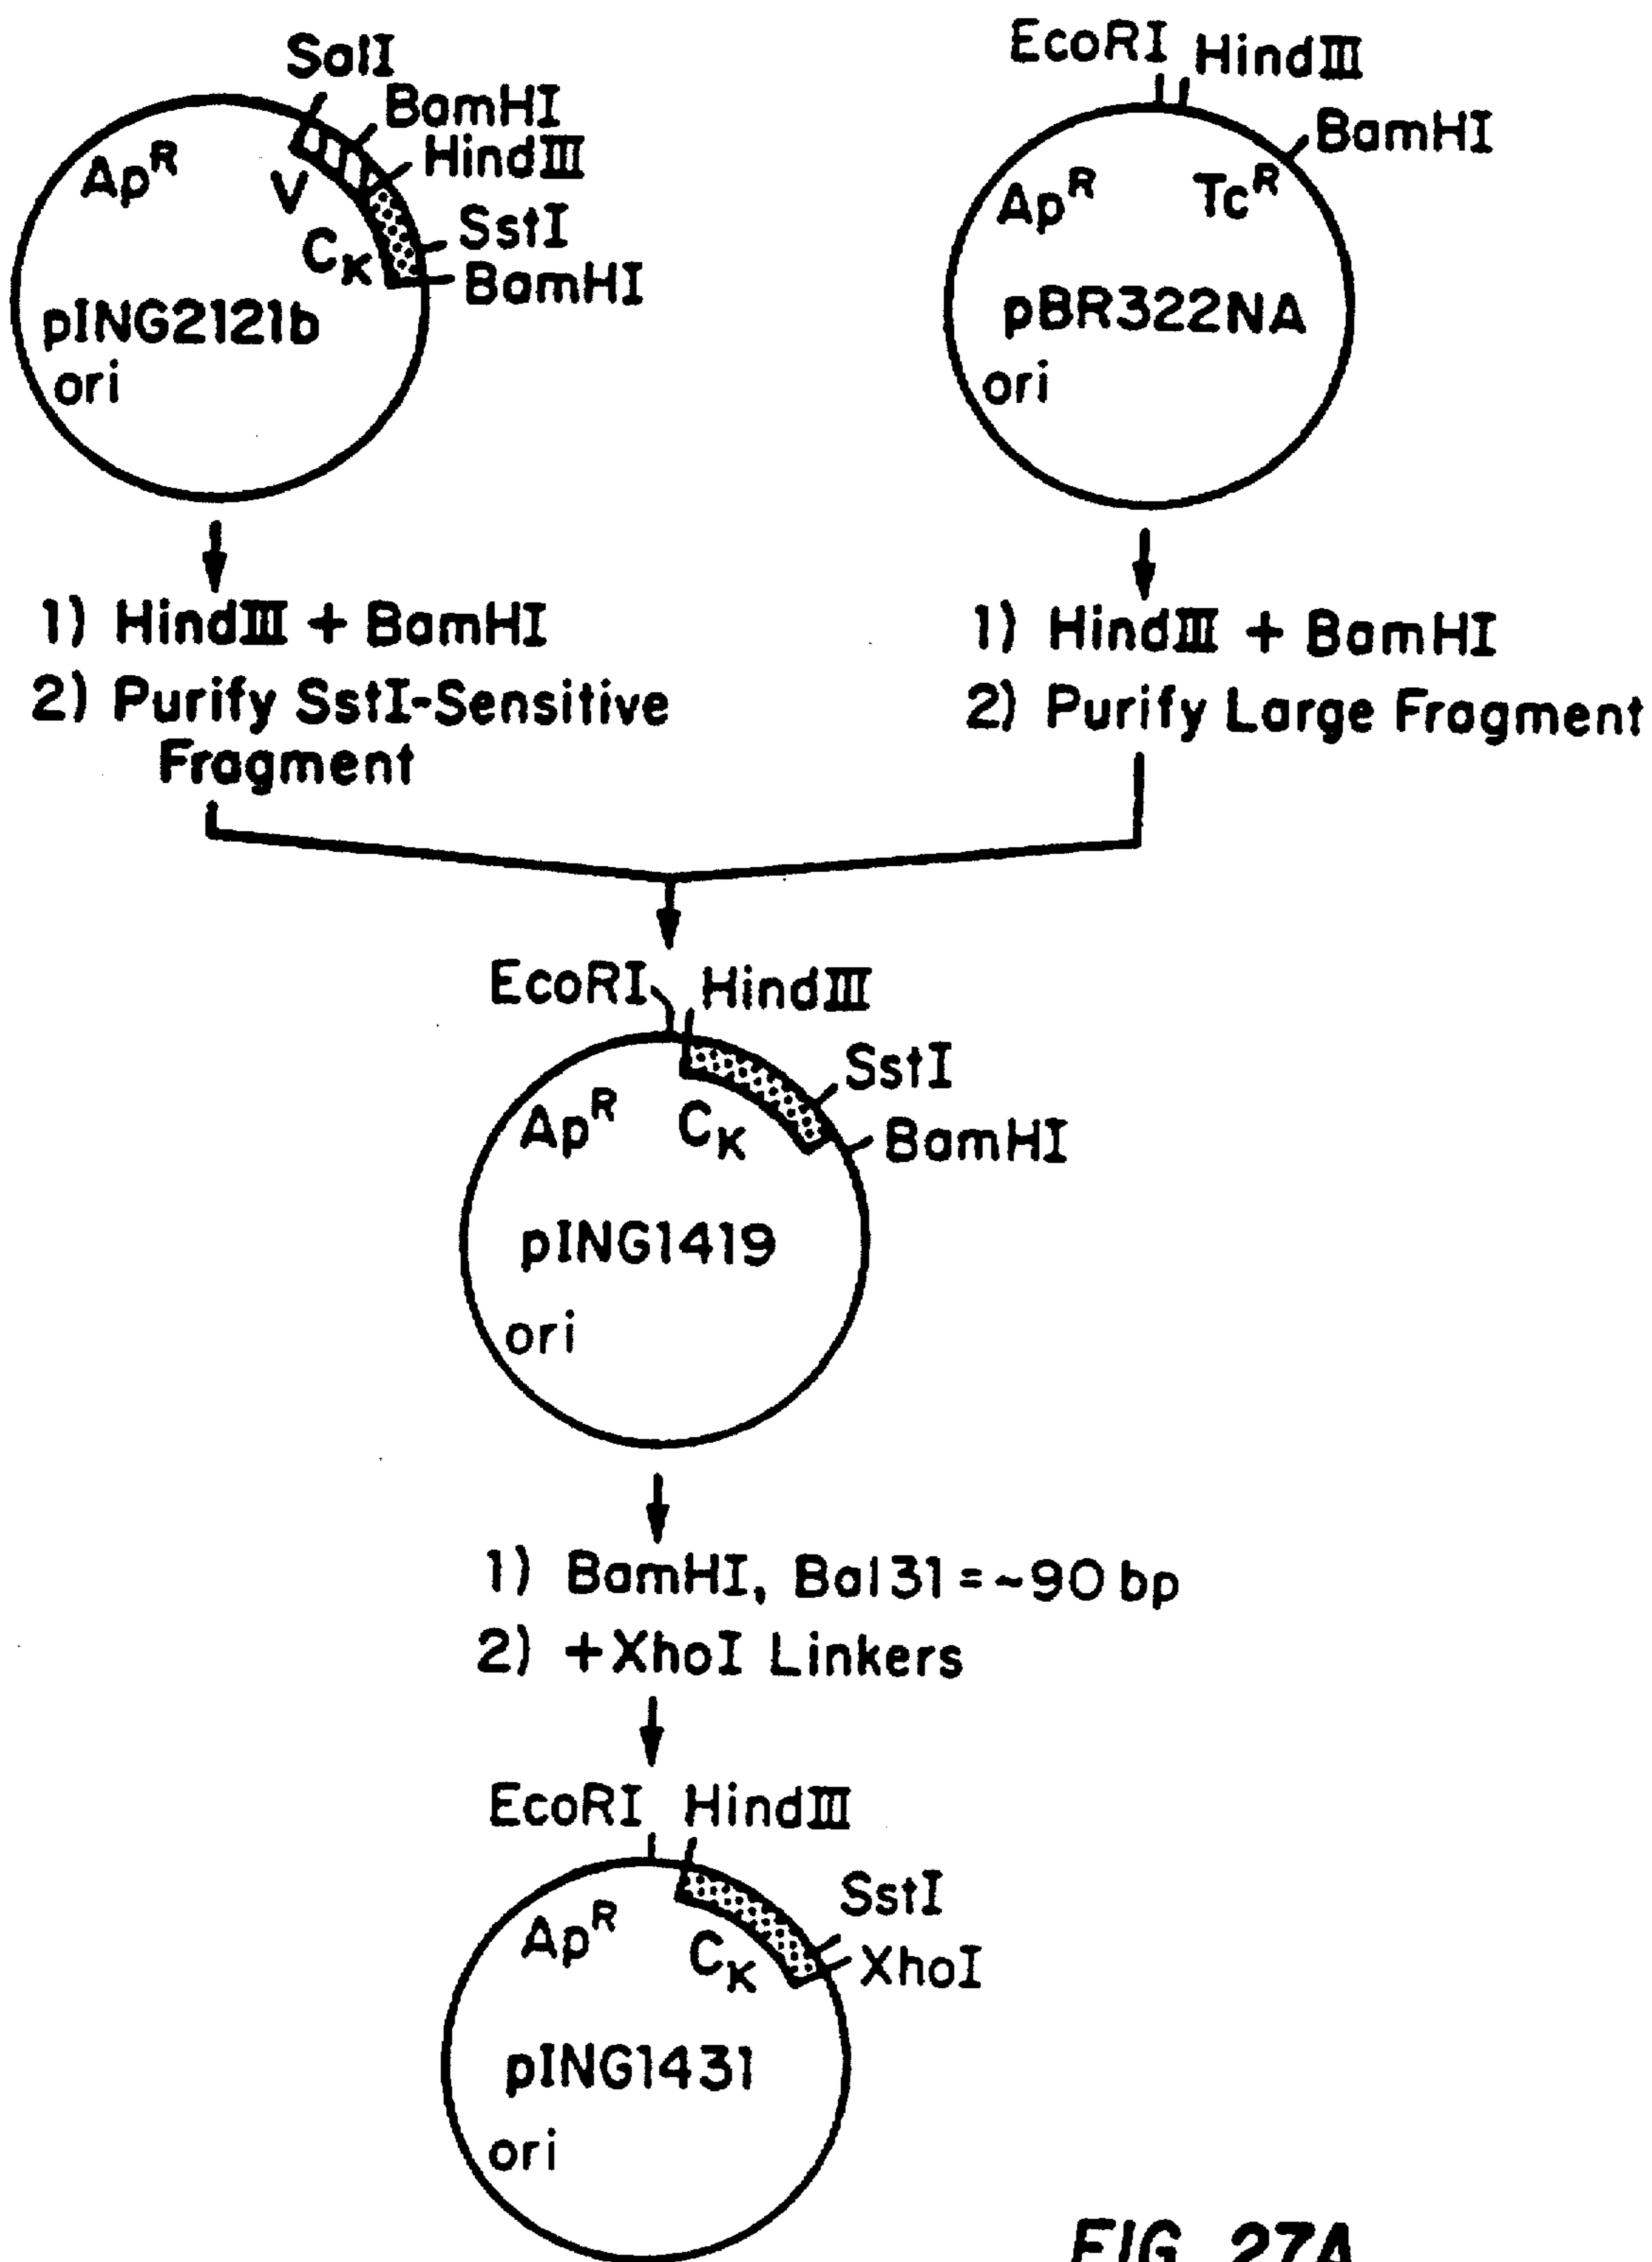 SalI
BamHI
HindIII
ApR
V
SstI
CK
BamHI
pING2121b
ori
EcoRI HindIII
BamHI
ApR TcR
pBR322NA
ori
1) HindIII + BamHI
2) Purify SstI-Sensitive
Fragment
1) HindIII + BamHI
2) Purify Large Fragment
EcoRI HindIII
SstI
ApR CK
BamHI
pING1419
ori
1) BamHI, Bal31 = ~90 bp
2) +XhoI Linkers
EcoRI HindIII
SstI
ApR CK
XhoI
pING1431
ori
FIG. 27A